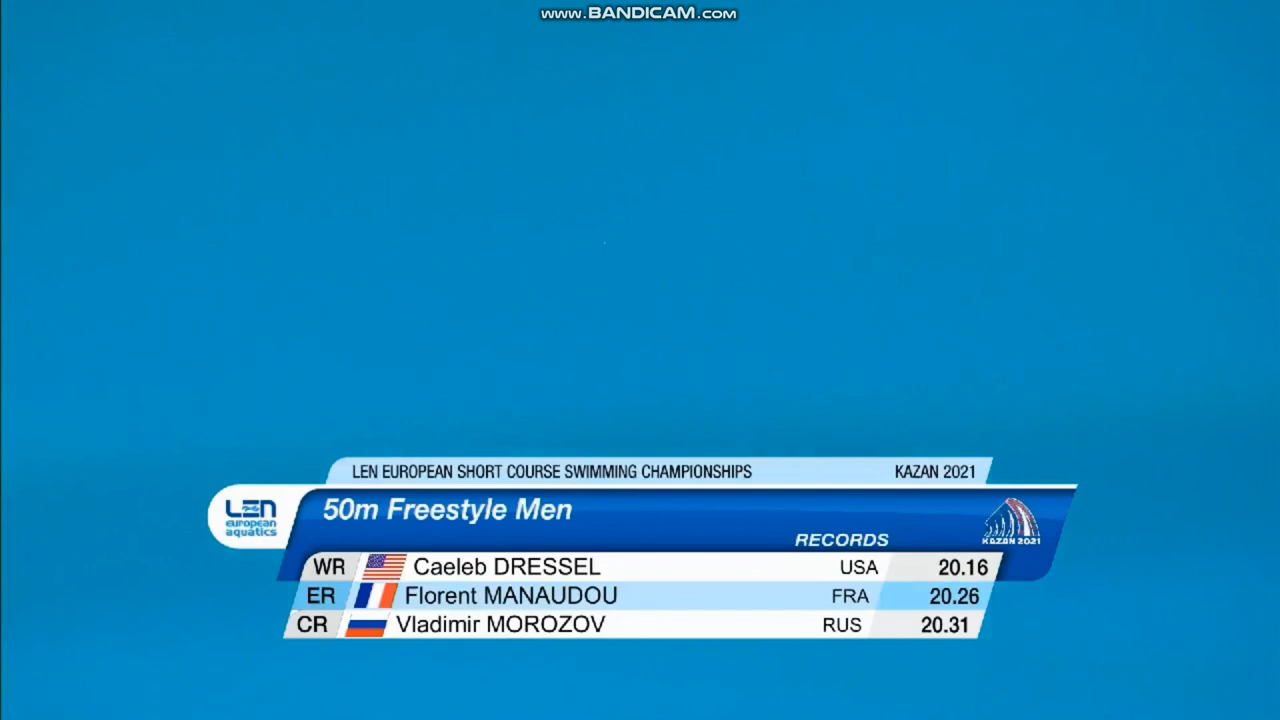 www.BANDICAM.com
LEN EUROPEAN SHORT COURSE SWIMMING CHAMPIONSHIPS KAZAN 2021
LEN
european
aquatics
50m Freestyle Men
KAZAN 2021
RECORDS
WR Caeleb DRESSEL USA 20.16
ER Florent MANAUDOU FRA 20.26
CR Vladimir MOROZOV RUS 20.31